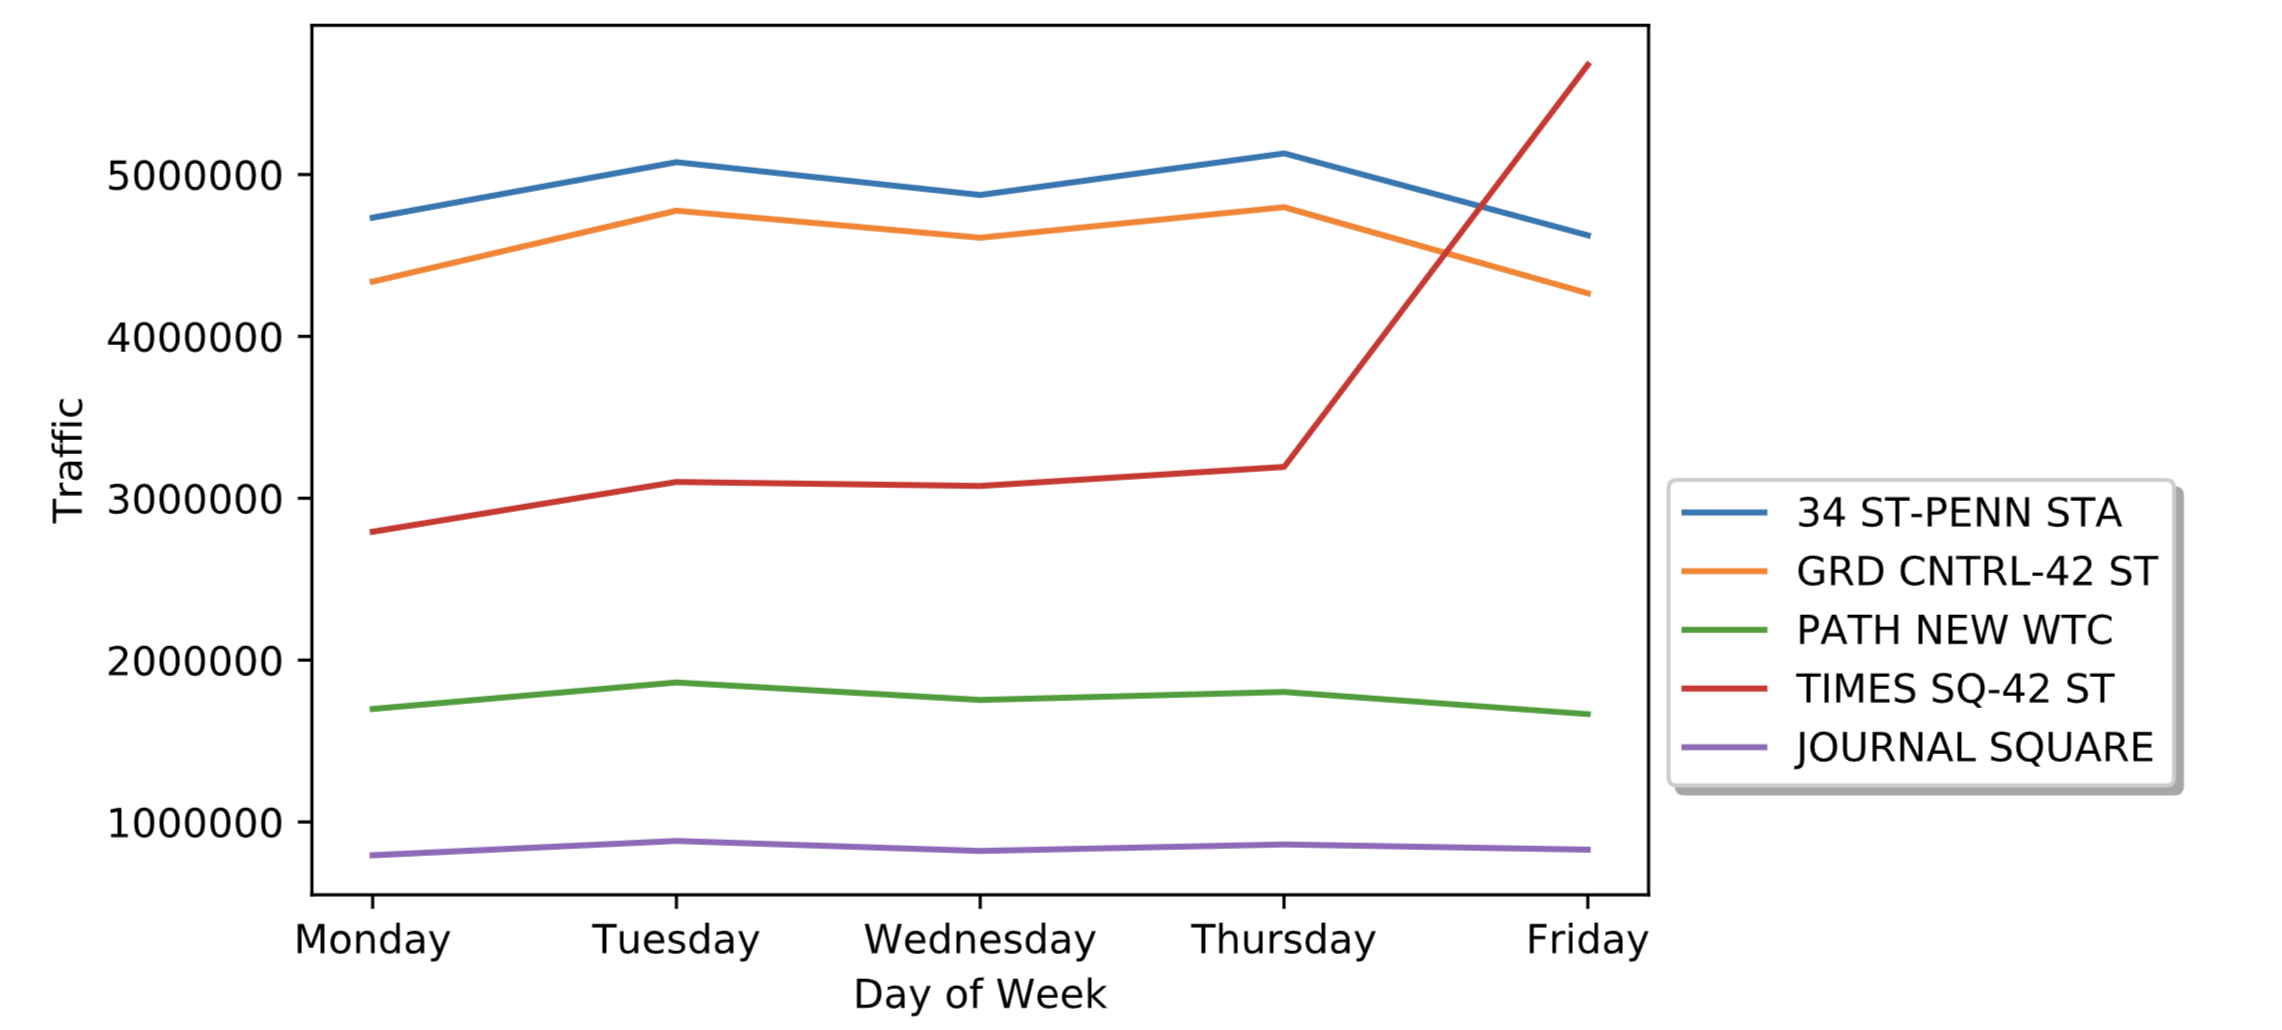 Traffic
5000000
4000000
3000000
2000000
1000000
Monday Tuesday Wednesday Thursday Friday
Day of Week
34 ST-PENN STA
GRD CNTRL-42 ST
PATH NEW WTC
TIMES SQ-42 ST
JOURNAL SQUARE